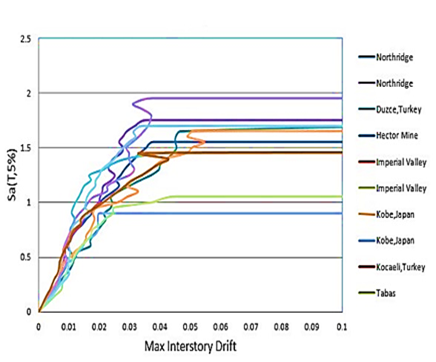 2.5
2
1.5
1
0.5
0
Sa(T,5%)
0
0.01
0.02
0.03
0.04
0.05
0.06
0.07
0.08
0.09
0.1
Max Interstory Drift
Northridge
Northridge
Duzce,Turkey
Hector Mine
Imperial Valley
Imperial Valley
Kobe,Japan
Kobe,Japan
Kocaeli,Turkey
Tabas